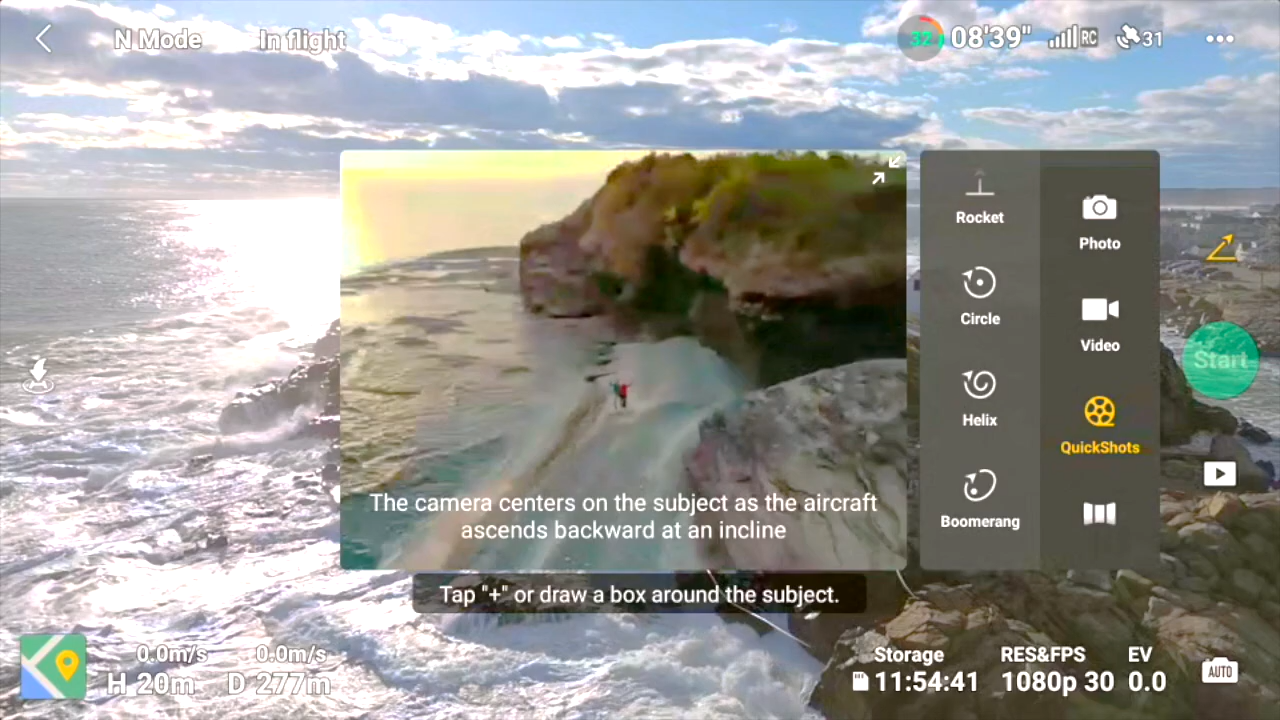 N Mode
In flight
32
08'39"
RC
31
Rocket
Photo
Circle
Video
Start
Helix
QuickShots
The camera centers on the subject as the aircraft
ascends backward at an incline
Boomerang
Tap "+" or draw a box around the subject.
0.0m/s
0.0m/s
H 20m
D 277m
Storage
11:54:41
RES&FPS
1080p 30
EV
0.0
AUTO